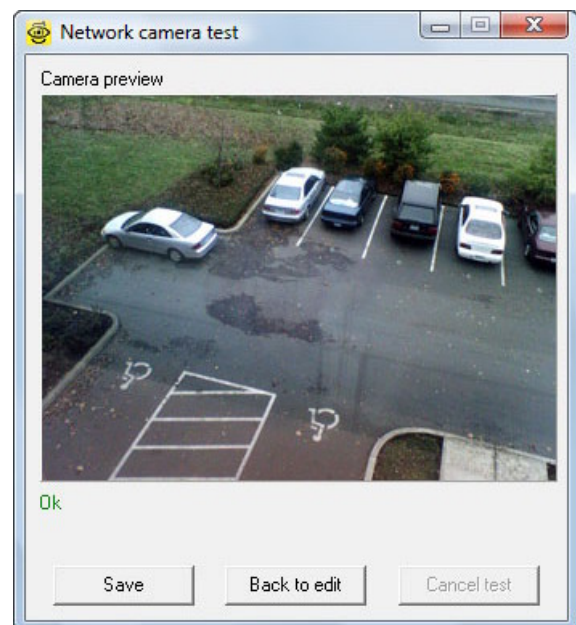 Network camera test
Camera preview
Ok
Save
Back to edit
Cancel test